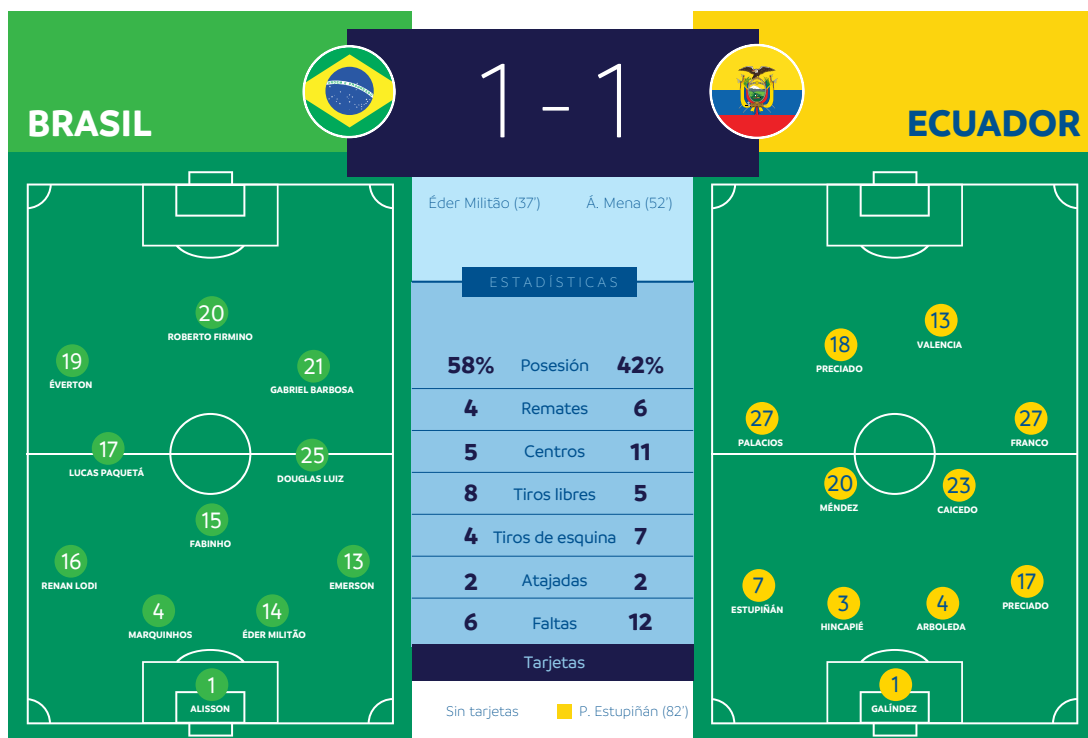 BRASIL
1 - 1
ECUADOR
Éder Militão (37')
Á. Mena (52')
ESTADÍSTICAS
58% Posesión 42%
4 Remates 6
5 Centros 11
8 Tiros libres 5
4 Tiros de esquina 7
2 Atajadas 2
6 Faltas 12
Tarjetas
Sin tarjetas
P. Estupiñán (82')
20
ROBERTO FIRMINO
19
ÉVERTON
21
GABRIEL BARBOSA
17
LUCAS PAQUETÁ
25
DOUGLAS LUIZ
15
FABINHO
16
RENAN LODI
13
EMERSON
4
MARQUINHOS
14
ÉDER MILITÃO
1
ALISSON
13
VALENCIA
18
PRECIADO
27
PALACIOS
27
FRANCO
20
MÉNDEZ
23
CAICEDO
7
ESTUPIÑÁN
3
HINCAPIÉ
4
ARBOLEDA
17
PRECIADO
1
GALÍNDEZ